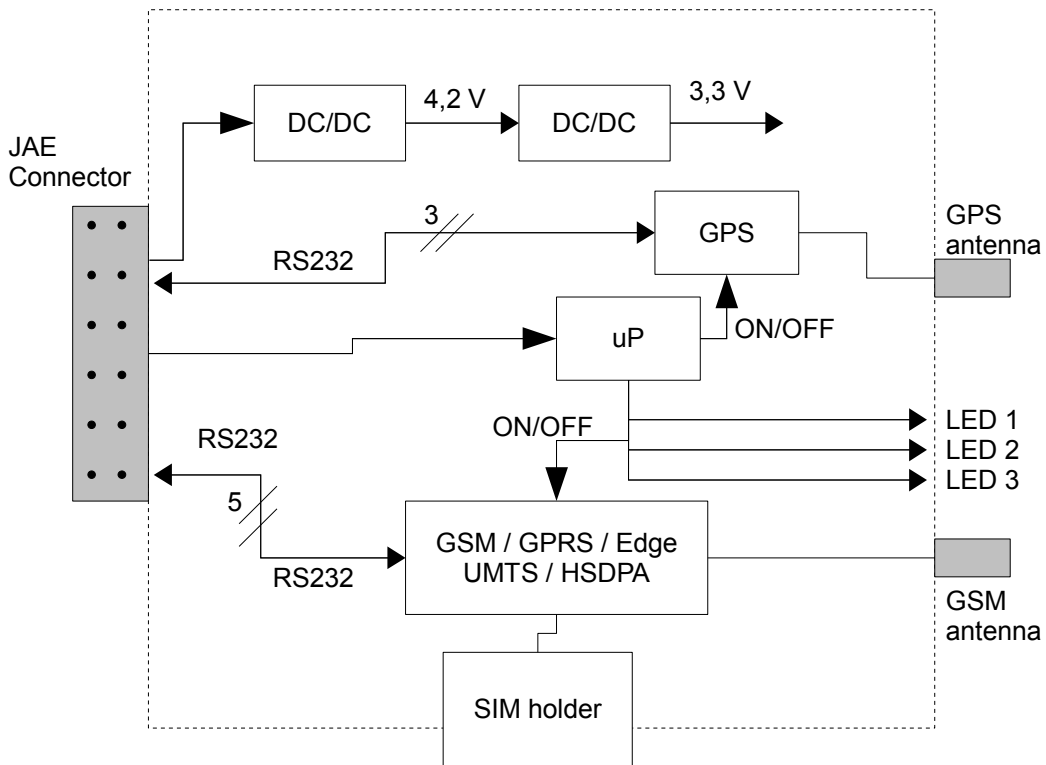 4,2 V
3,3 V
DC/DC
DC/DC
JAE
Connector
3
RS232
GPS
GPS
antenna
uP
ON/OFF
ON/OFF
LED 1
LED 2
LED 3
RS232
5
RS232
GSM / GPRS / Edge
UMTS / HSDPA
GSM
antenna
SIM holder